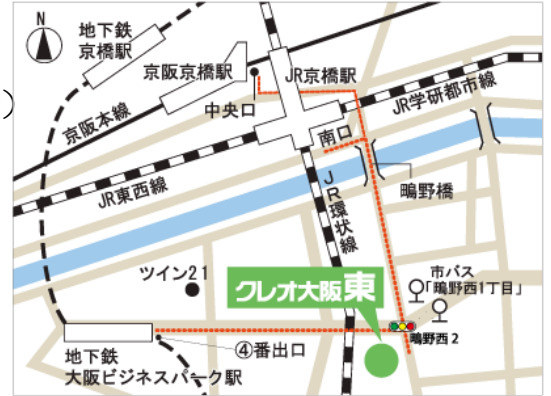 N
地下鉄
京橋駅
京阪京橋駅
JR京橋駅
中央口
京阪本線
JR学研都市線
南口
JR東西線
JR環状線
鴫野橋
ツイン21
クレオ大阪東
市バス
「鴫野西1丁目」
鴫野西2
地下鉄
大阪ビジネスパーク駅
④番出口